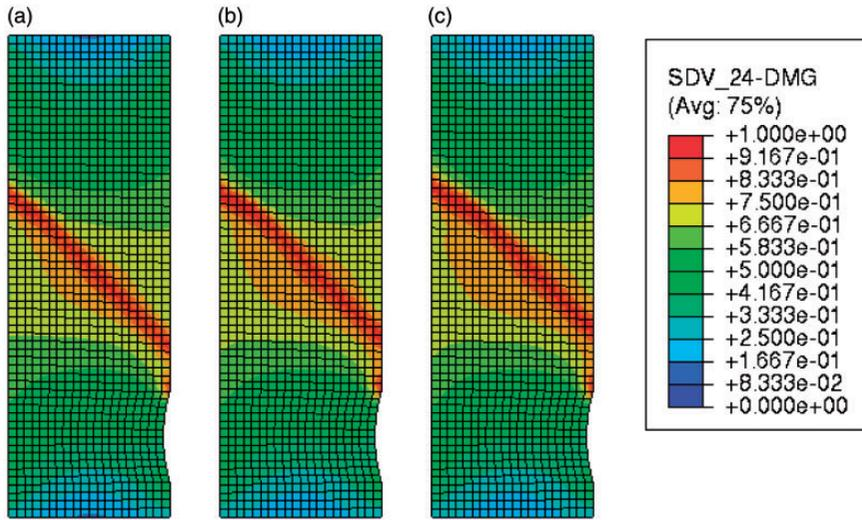 (a)
(b)
(c)
SDV_24-DMG
(Avg: 75%)
+1.000e+00
+9.167e-01
+8.333e-01
+7.500e-01
+6.667e-01
+5.833e-01
+5.000e-01
+4.167e-01
+3.333e-01
+2.500e-01
+1.667e-01
+8.333e-02
+0.000e+00